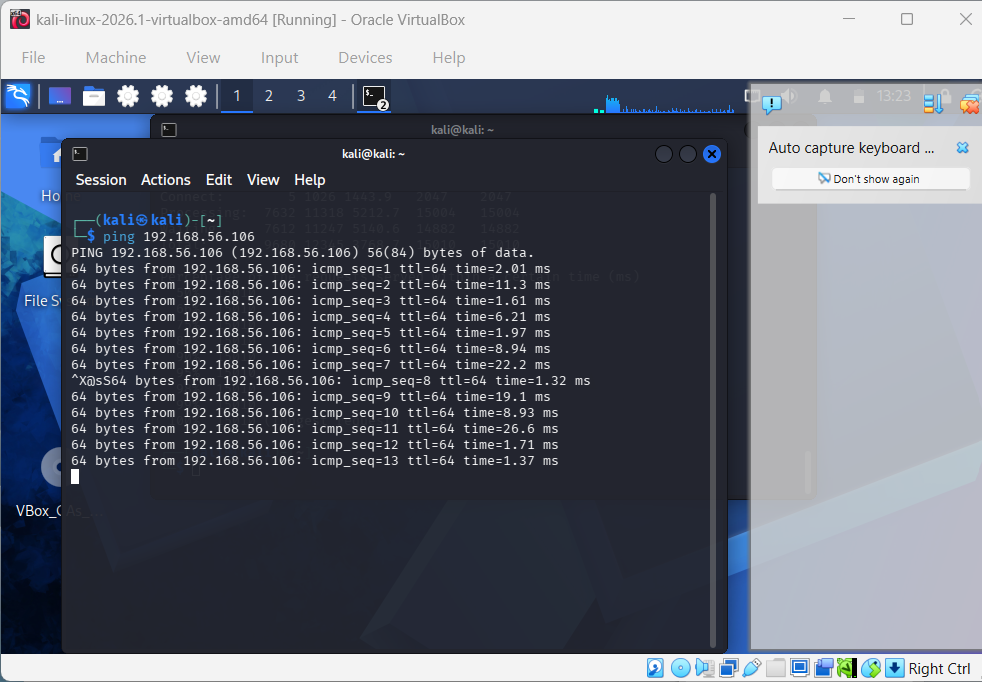 kali-linux-2026.1-virtualbox-amd64 [Running] - Oracle VirtualBox
File Machine View Input Devices Help
1 2 3 4 2 13:23
kali@kali: ~
Auto capture keyboard ...
Don't show again
kali@kali: ~
Session Actions Edit View Help
┌──(kali㉿kali)-[~]
└─$ ping 192.168.56.106
PING 192.168.56.106 (192.168.56.106) 56(84) bytes of data.
64 bytes from 192.168.56.106: icmp_seq=1 ttl=64 time=2.01 ms
64 bytes from 192.168.56.106: icmp_seq=2 ttl=64 time=11.3 ms
64 bytes from 192.168.56.106: icmp_seq=3 ttl=64 time=1.61 ms
64 bytes from 192.168.56.106: icmp_seq=4 ttl=64 time=6.21 ms
64 bytes from 192.168.56.106: icmp_seq=5 ttl=64 time=1.97 ms
64 bytes from 192.168.56.106: icmp_seq=6 ttl=64 time=8.94 ms
64 bytes from 192.168.56.106: icmp_seq=7 ttl=64 time=22.2 ms
^X@sS64 bytes from 192.168.56.106: icmp_seq=8 ttl=64 time=1.32 ms
64 bytes from 192.168.56.106: icmp_seq=9 ttl=64 time=19.1 ms
64 bytes from 192.168.56.106: icmp_seq=10 ttl=64 time=8.93 ms
64 bytes from 192.168.56.106: icmp_seq=11 ttl=64 time=26.6 ms
64 bytes from 192.168.56.106: icmp_seq=12 ttl=64 time=1.71 ms
64 bytes from 192.168.56.106: icmp_seq=13 ttl=64 time=1.37 ms
File Sy
Right Ctrl